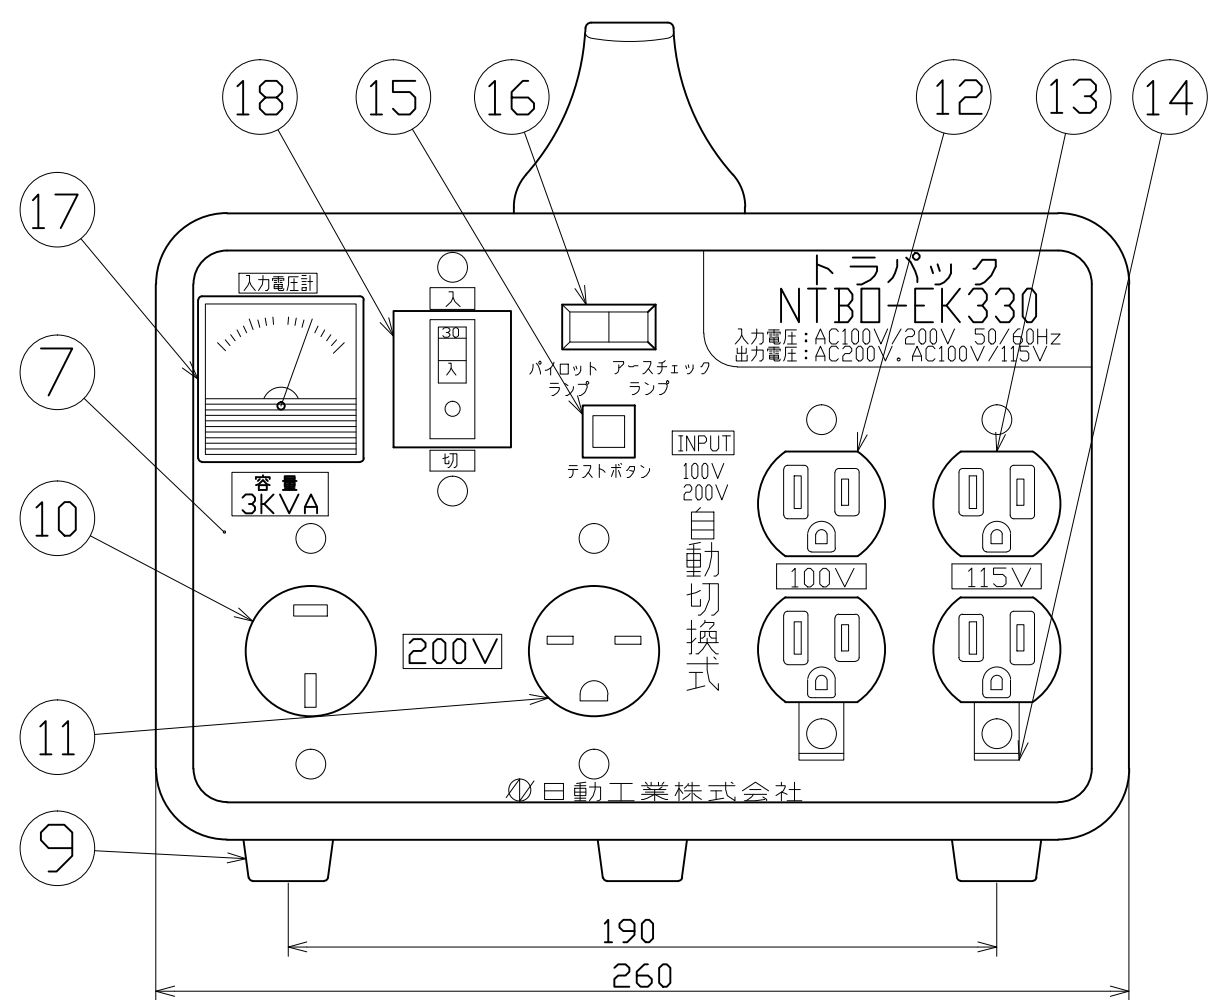 18
15
16
12
13
14
17
入力電圧計
入
トラパック
NTBロ-EK330
入力電圧:AC100V/200V 50/60Hz
出力電圧:AC200V. AC100V/115V
30
入
7
パイロット
ランプ
アースチェック
ランプ
切
テストボタン
INPUT
100V
200V
自動切換式
容量
3KVA
10
100V
115V
200V
11
日動工業株式会社
9
190
260